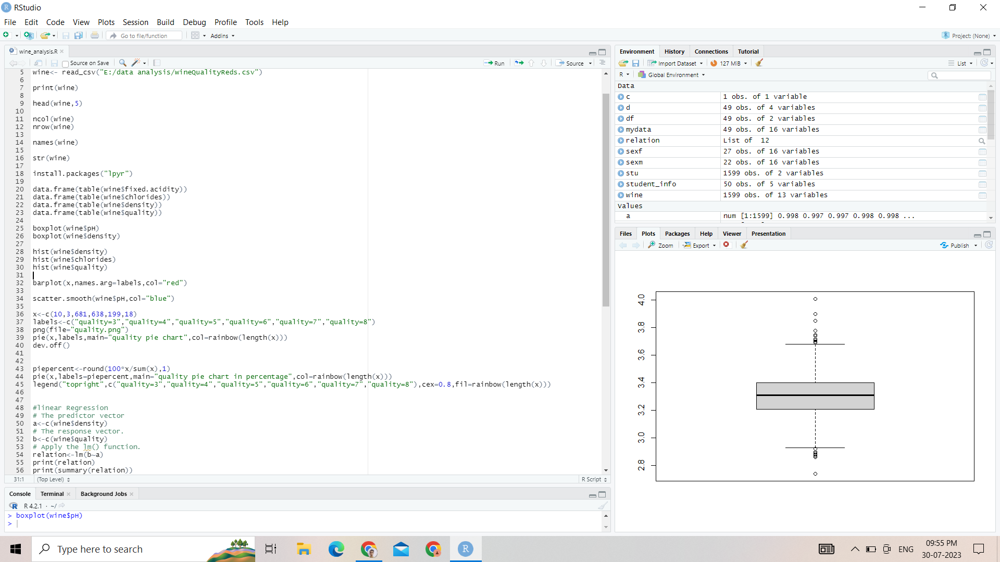 RStudio
File Edit Code View Plots Session Build Debug Profile Tools Help
Go to file/function Addins Project: (None)
wine_analysis.R
Source on Save Run Source
5 wine<- read_csv("E:/data analysis/wineQualityReds.csv")
6
7 print(wine)
8
9 head(wine,5)
10
11 ncol(wine)
12 nrow(wine)
13
14 names(wine)
15
16 str(wine)
17
18 install.packages("lpyr")
19
20 data.frame(table(wine$fixed.acidity))
21 data.frame(table(wine$chlorides))
22 data.frame(table(wine$density))
23 data.frame(table(wine$quality))
24
25 boxplot(wine$pH)
26 boxplot(wine$density)
27
28 hist(wine$density)
29 hist(wine$chlorides)
30 hist(wine$quality)
31
32 barplot(x,names.arg=labels,col="red")
33
34 scatter.smooth(wine$pH,col="blue")
35
36 x<-c(10,3,681,638,199,18)
37 labels<-c("quality=3","quality=4","quality=5","quality=6","quality=7","quality=8")
38 png(file="quality.png")
39 pie(x,labels,main="quality pie chart",col=rainbow(length(x)))
40 dev.off()
41
42
43 piepercent<-round(100*x/sum(x),1)
44 pie(x,labels=piepercent,main="quality pie chart in percentage",col=rainbow(length(x)))
45 legend("topright",c("quality=3","quality=4","quality=5","quality=6","quality=7","quality=8"),cex=0.8,fil=rainbow(length(x)))
46
47
48 #linear Regression
49 # The predictor vector
50 a<-c(wine$density)
51 # The response vector.
52 b<-c(wine$quality)
53 # Apply the lm() function.
54 relation<-lm(b~a)
55 print(relation)
56 print(summary(relation))
31:1 (Top Level) R Script
Console Terminal Background Jobs
R 4.2.1 · ~/
> boxplot(wine$pH)
>
Environment History Connections Tutorial
Import Dataset 127 MiB List
R Global Environment
Data
c 1 obs. of 1 variable
d 49 obs. of 4 variables
df 49 obs. of 2 variables
mydata 49 obs. of 16 variables
relation List of 12
sexf 27 obs. of 16 variables
sexm 22 obs. of 16 variables
stu 1599 obs. of 2 variables
student_info 50 obs. of 5 variables
wine 1599 obs. of 13 variables
Values
a num [1:1599] 0.998 0.997 0.997 0.998 0.998 ...
Files Plots Packages Help Viewer Presentation
Zoom Export Publish
4.0
3.8
3.6
3.4
3.2
3.0
2.8
Type here to search
ENG
09:55 PM
30-07-2023